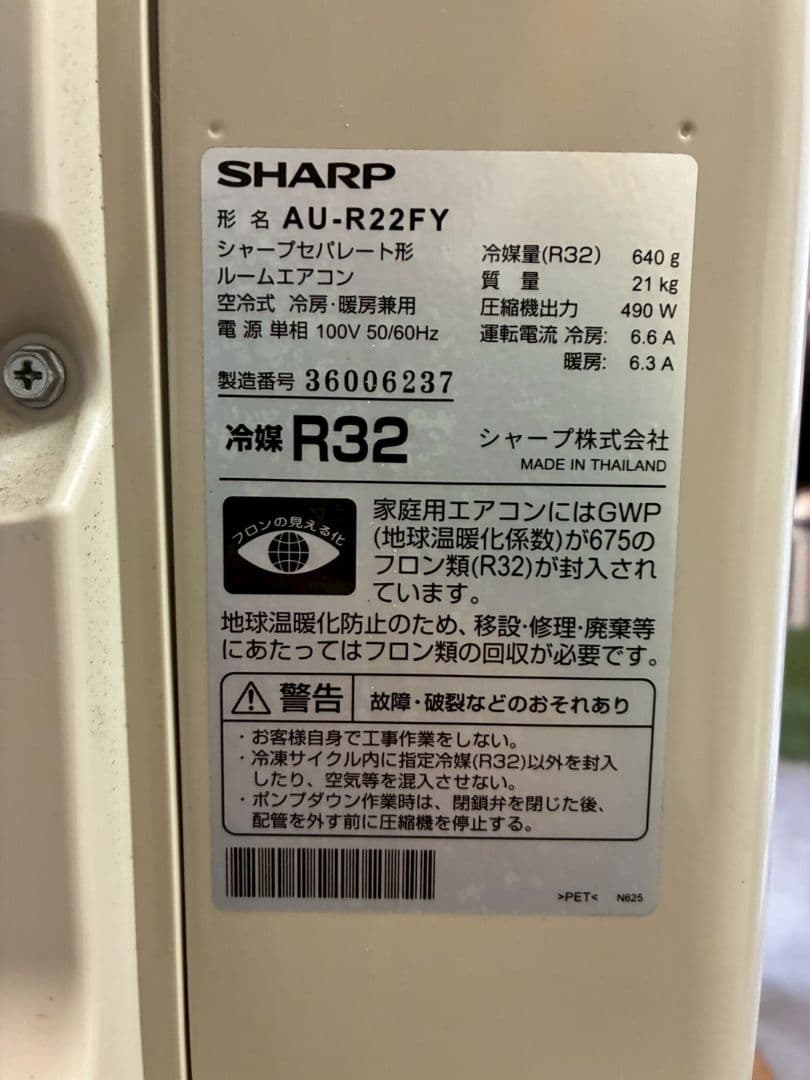 SHARP
形 名 AU-R22FY
シャープセパレート形
ルームエアコン
空冷式 冷房・暖房兼用
電 源 単相 100V 50/60Hz
冷媒量(R32) 640 g
質 量 21 kg
圧縮機出力 490 W
運転電流 冷房: 6.6 A
暖房: 6.3 A
製造番号 36006237
冷媒 R32
シャープ株式会社
MADE IN THAILAND
フロンの見える化
家庭用エアコンにはGWP
(地球温暖化係数)が675の
フロン類(R32)が封入され
ています。
地球温暖化防止のため、移設・修理・廃棄等
にあたってはフロン類の回収が必要です。
警告 故障・破裂などのおそれあり
・お客様自身で工事作業をしない。
・冷凍サイクル内に指定冷媒(R32)以外を封入
したり、空気等を混入させない。
・ポンプダウン作業時は、閉鎖弁を閉じた後、
配管を外す前に圧縮機を停止する。
>PET< N625